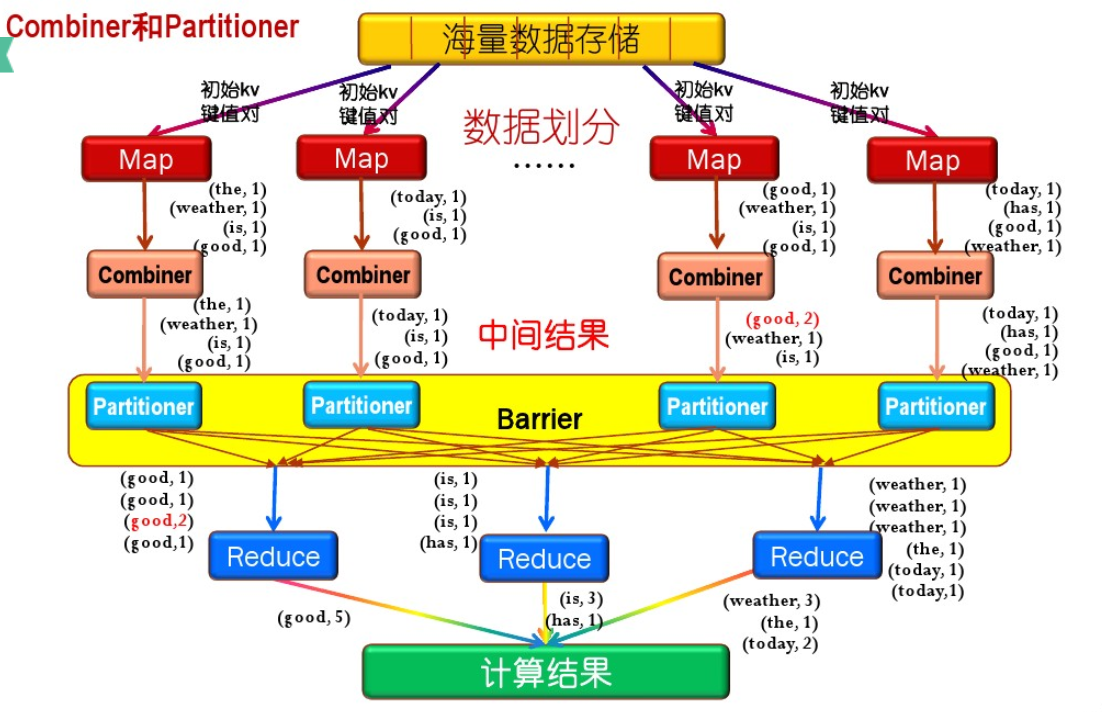 Combiner和Partitioner
海量数据存储
初始kv
键值对
初始kv
键值对
初始kv
键值对
初始kv
键值对
数据划分
......
Map
Map
Map
Map
(the, 1)
(weather, 1)
(is, 1)
(good, 1)
(today, 1)
(is, 1)
(good, 1)
(good, 1)
(weather, 1)
(is, 1)
(good, 1)
(today, 1)
(has, 1)
(good, 1)
(weather, 1)
Combiner
Combiner
Combiner
Combiner
(the, 1)
(weather, 1)
(is, 1)
(good, 1)
(today, 1)
(is, 1)
(good, 1)
中间结果
(good, 2)
(weather, 1)
(is, 1)
(today, 1)
(has, 1)
(good, 1)
(weather, 1)
Partitioner
Partitioner
Barrier
Partitioner
Partitioner
(good, 1)
(good, 1)
(good,2)
(good,1)
(is, 1)
(is, 1)
(is, 1)
(has, 1)
(weather, 1)
(weather, 1)
(weather, 1)
(the, 1)
(today, 1)
(today,1)
Reduce
Reduce
Reduce
(good, 5)
(is, 3)
(has, 1)
(weather, 3)
(the, 1)
(today, 2)
计算结果